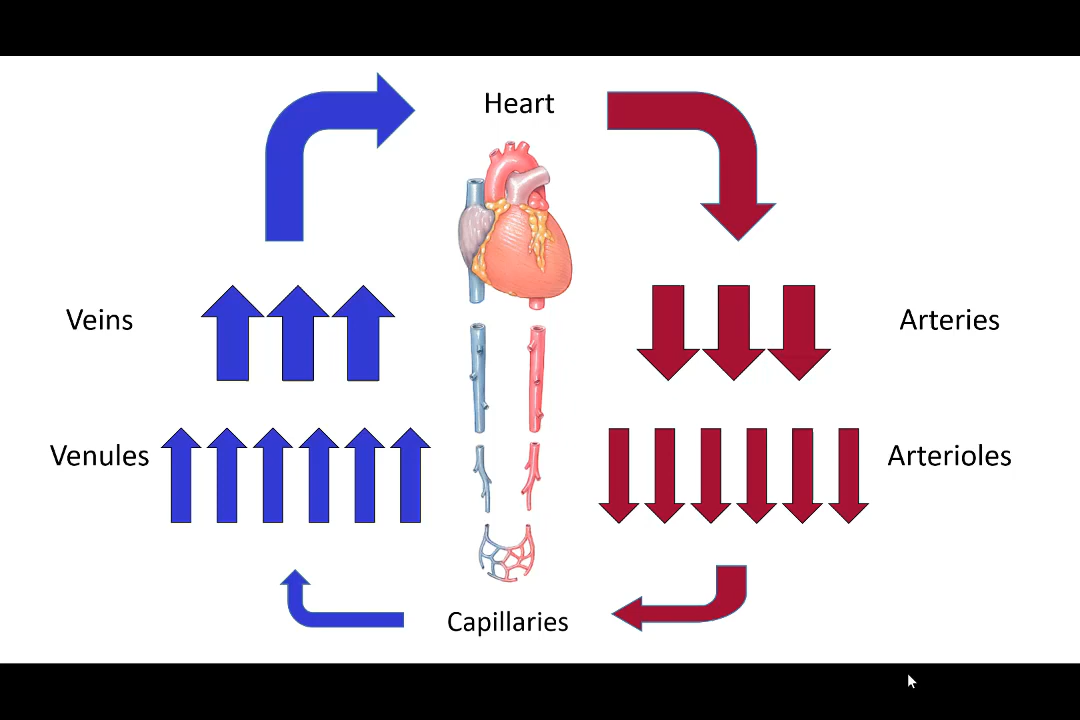 Heart
Veins
Arteries
Venules
Arterioles
Capillaries